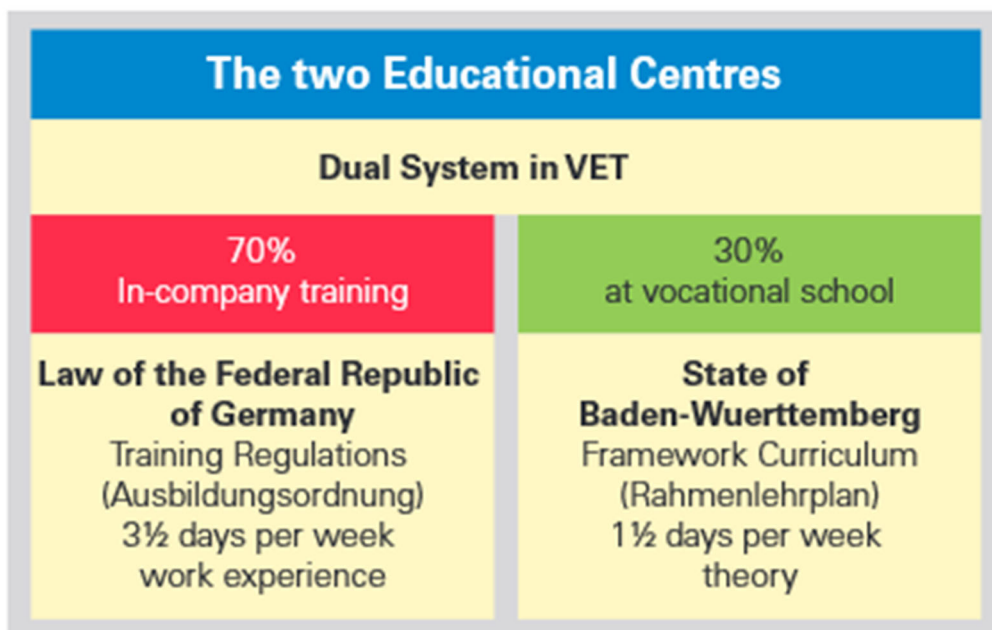 The two Educational Centres
Dual System in VET
70%
In-company training
30%
at vocational school
Law of the Federal Republic
of Germany
Training Regulations
(Ausbildungsordnung)
3½ days per week
work experience
State of
Baden-Wuerttemberg
Framework Curriculum
(Rahmenlehrplan)
1½ days per week
theory